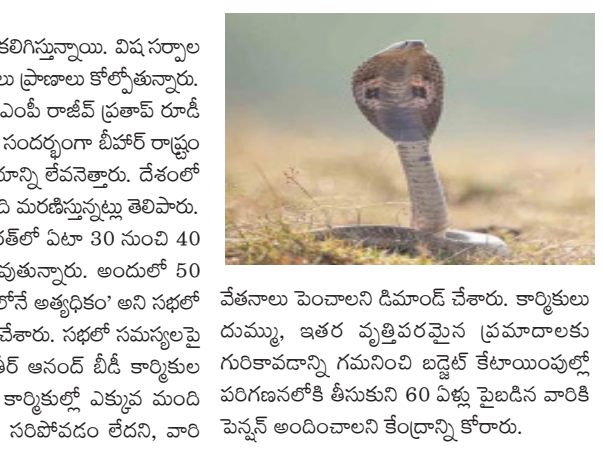 కలిగిస్తున్నాయి. విష సర్పాల
ప్రాణాలు కోల్పోతున్నారు.
ఎంపీ రాజీవ్ ప్రతాప్ రూడీ
సందర్భంగా బీహార్ రాష్ట్రం
లేవనెత్తారు. దేశంలో
మరణిస్తున్నట్లు తెలిపారు.
ఏటా 30 నుంచి 40
అందులో 50
అత్యధికం’ అని సభలో
చేశారు. సభలో సమస్యలపై
ఆనంద్ బీడీ కార్మికుల
కార్మికుల్లో ఎక్కువ మంది
సరిపోవడం లేదని, వారి
వేతనాలు పెంచాలని డిమాండ్ చేశారు. కార్మికులు
దుమ్ము, ఇతర వృత్తిపరమైన ప్రమాదాలకు
గురికావడాన్ని గమనించి బడ్జెట్ కేటాయింపుల్లో
పరిగణనలోకి తీసుకుని 60 ఏళ్లు పైబడిన వారికి
పెన్షన్ అందించాలని కేంద్రాన్ని కోరారు.